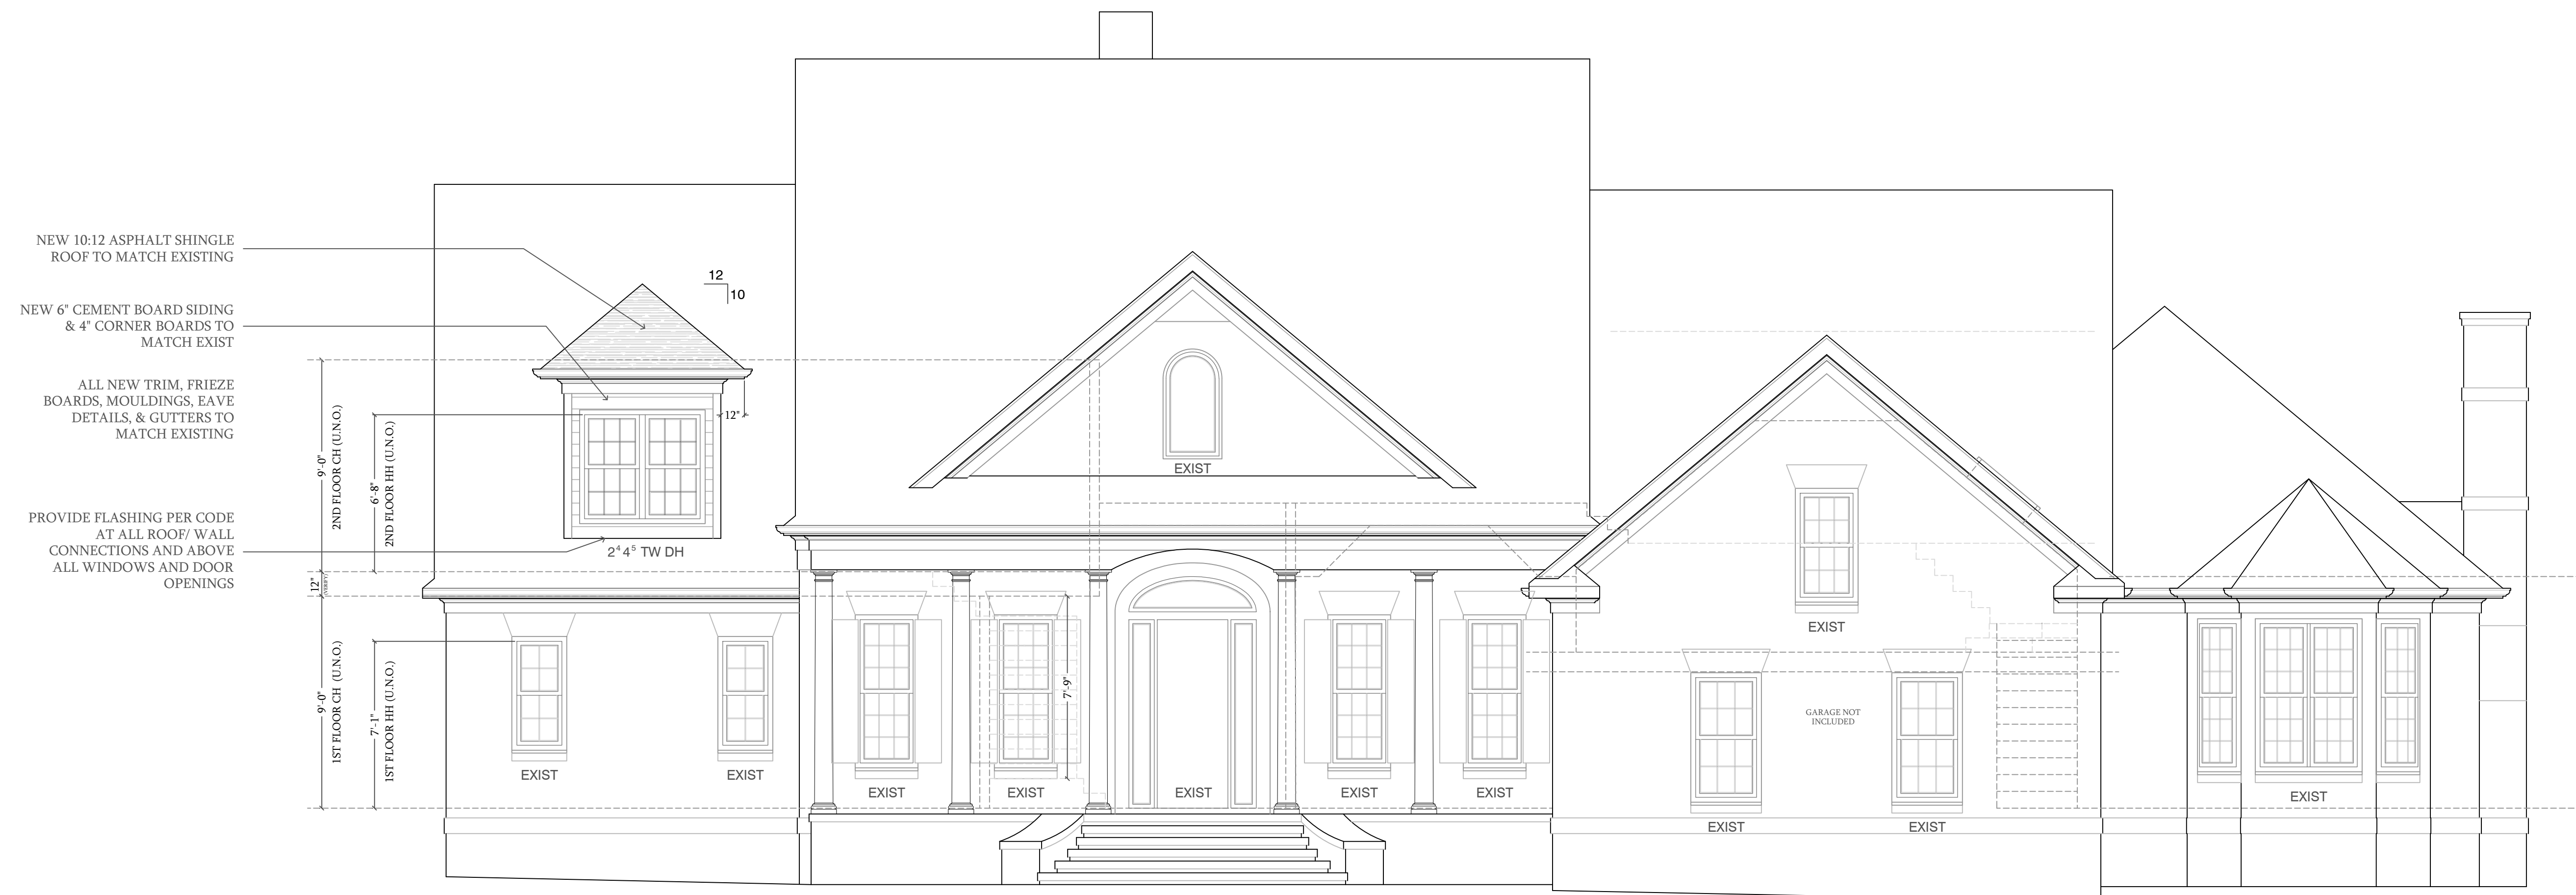 NEW 10:12 ASPHALT SHINGLE
ROOF TO MATCH EXISTING
12
10
NEW 6" CEMENT BOARD SIDING
& 4" CORNER BOARDS TO
MATCH EXIST
ALL NEW TRIM, FRIEZE
BOARDS, MOULDINGS, EAVE
DETAILS, & GUTTERS TO
MATCH EXISTING
PROVIDE FLASHING PER CODE
AT ALL ROOF/ WALL
CONNECTIONS AND ABOVE
ALL WINDOWS AND DOOR
OPENINGS
9'-0"
2ND FLOOR CH (U.N.O.)
6'-8"
2ND FLOOR HH (U.N.O.)
12"
2⁴ 4⁵ TW DH
12"
(VERIFY)
9'-0"
1ST FLOOR CH (U.N.O.)
7'-1"
1ST FLOOR HH (U.N.O.)
EXIST
EXIST
EXIST
EXIST
7'-9"
EXIST
EXIST
EXIST
EXIST
EXIST
GARAGE NOT
INCLUDED
EXIST
EXIST
EXIST